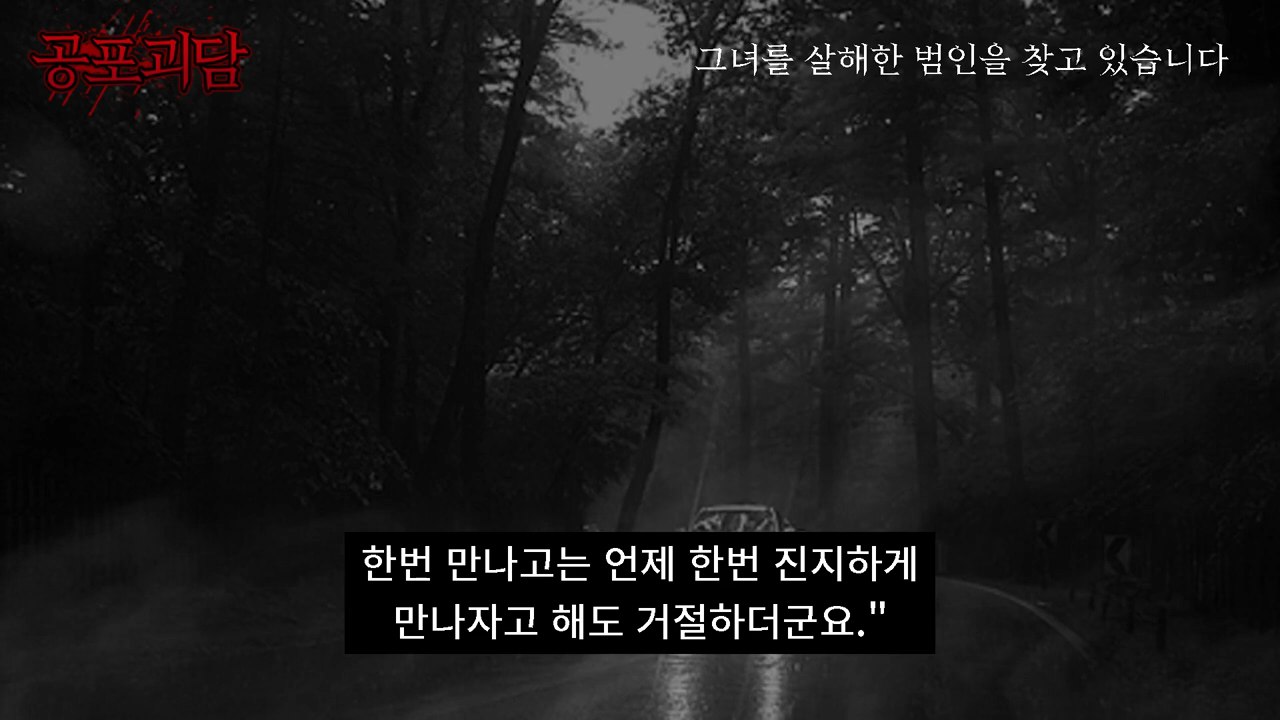 공포괴담
그녀를 살해한 범인을 찾고 있습니다
한번 만나고는 언제 한번 진지하게
만나자고 해도 거절하더군요."